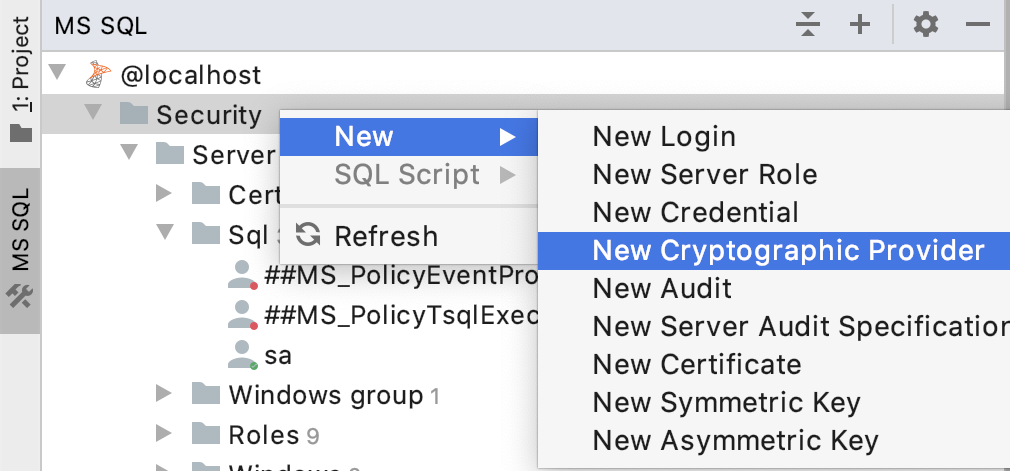 MS SQL
1: Project
MS SQL
@localhost
Security
Server
Cert
Sql
##MS_PolicyEventPro
##MS_PolicyTsqlExec
sa
Windows group 1
Roles 9
Windows
New
SQL Script
Refresh
New Login
New Server Role
New Credential
New Cryptographic Provider
New Audit
New Server Audit Specification
New Certificate
New Symmetric Key
New Asymmetric Key